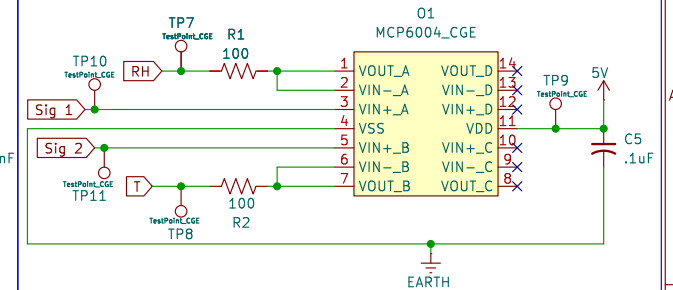 O1
MCP6004_CGE
TP7
TestPoint_CGE
R1
100
RH
TP10
TestPoint_CGE
Sig 1
Sig 2
TestPoint_CGE
TP11
T
TestPoint_CGE
TP8
100
R2
1 VOUT_A VOUT_D 14
2 VIN-_A VIN-_D 13
3 VIN+_A VIN+_D 12
4 VSS VDD 11
5 VIN+_B VIN+_C 10
6 VIN-_B VIN-_C 9
7 VOUT_B VOUT_C 8
TP9
TestPoint_CGE
5V
C5
.1uF
EARTH
nF